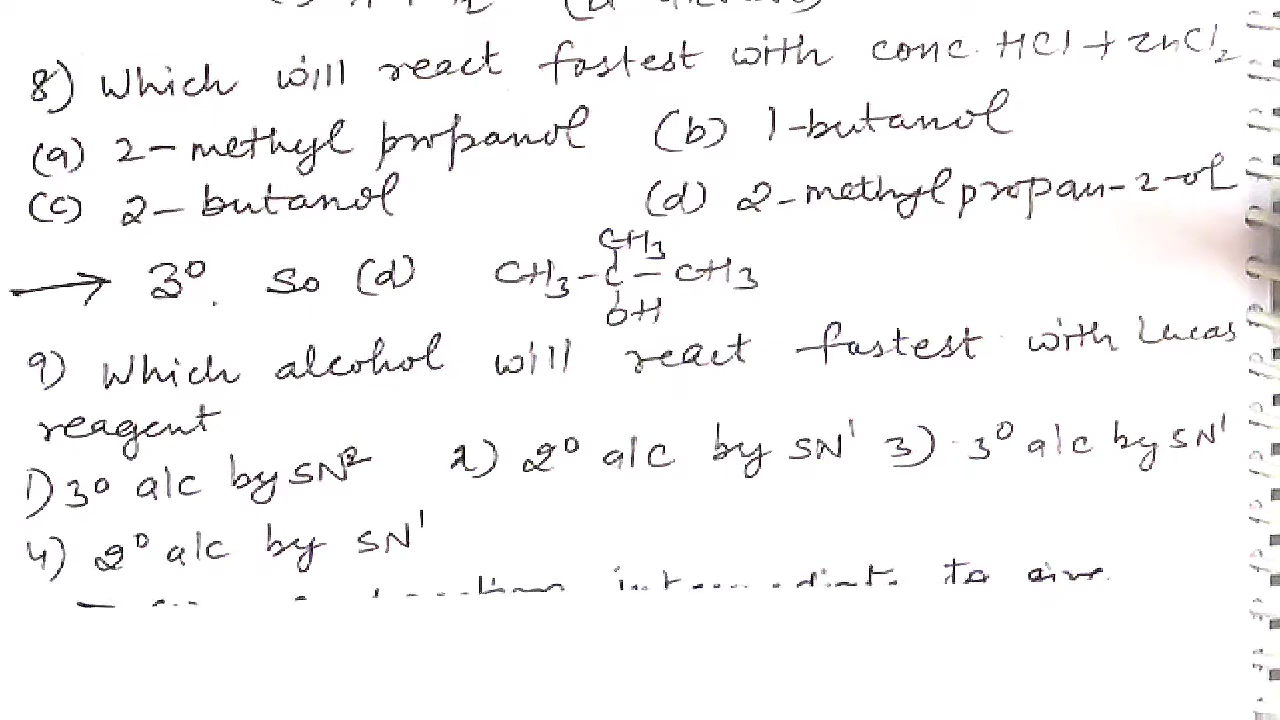 8) Which will react fastest with conc. HCl + ZnCl2
(a) 2-methyl propanol (b) 1-butanol
(c) 2-butanol (d) 2-methyl propan-2-ol
CH3
→ 3°. So (d) CH3-C-CH3
OH
9) Which alcohol will react fastest with Lucas
reagent
1) 3° alc by SN2 2) 2° alc by SN1 3) 3° alc by SN1
4) 2° alc by SN1
to give